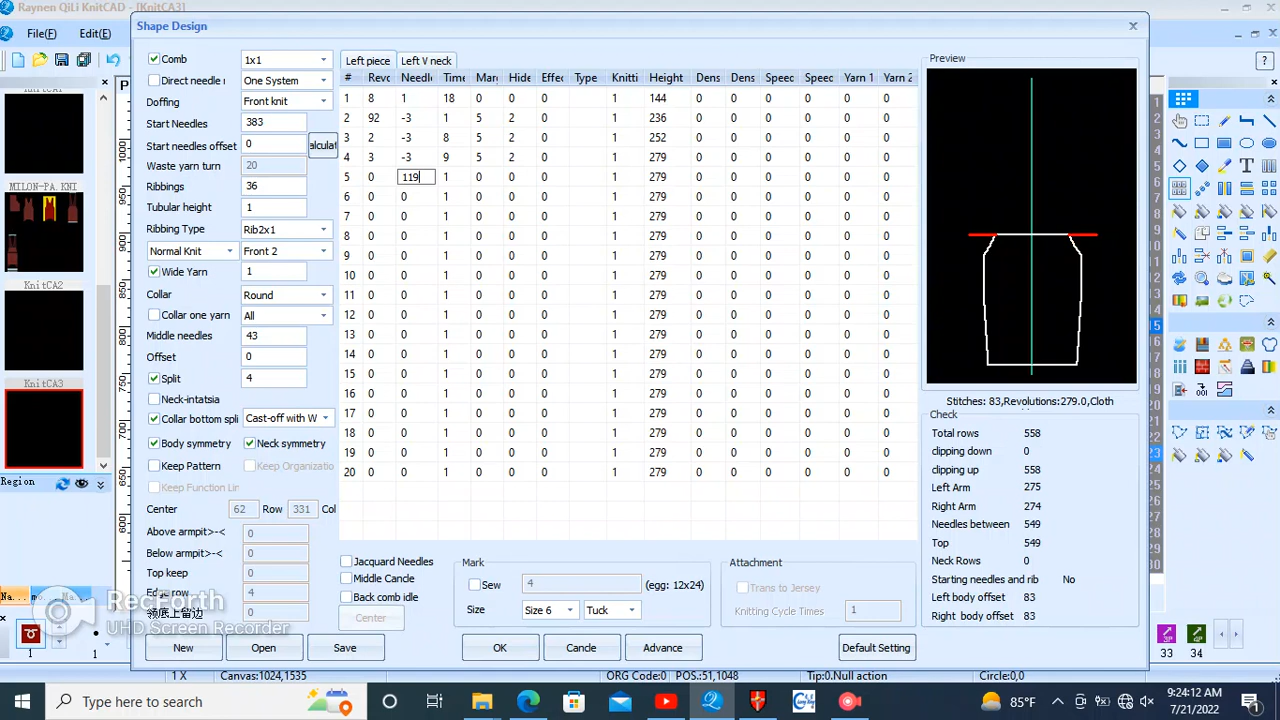 Raynen QiLi KnitCAD - [KnitCA3]
File(F)
Edit(E)
Shape Design
Comb
1x1
Direct needle r
One System
Doffing
Front knit
Start Needles
383
Start needles offset
0
alculat
Waste yarn turn
20
Ribbings
36
Tubular height
1
Ribbing Type
Rib2x1
Normal Knit
Front 2
Wide Yarn
1
Collar
Round
Collar one yarn
All
Middle needles
43
Offset
0
Split
4
Neck-intatsia
Collar bottom spli
Cast-off with W
Body symmetry
Neck symmetry
Keep Pattern
Keep Organizatio
Keep Function Lir
Center
62
Row
331
Col
Above armpit>-<
0
Below armpit>-<
0
Top keep
0
Edge row
4
领底上留边
0
Left piece
Left V neck
# Revo Needle Time Març Hide Effec Type Knitti Height Dens Dens Speec Speec Yarn 1 Yarn 2
1 8 1 18 0 0 0 1 144 0 0 0 0 0 0
2 92 -3 1 5 2 0 1 236 0 0 0 0 0 0
3 2 -3 8 5 2 0 1 252 0 0 0 0 0 0
4 3 -3 9 5 2 0 1 279 0 0 0 0 0 0
5 0 119 1 0 0 0 1 279 0 0 0 0 0 0
6 0 0 1 0 0 0 1 279 0 0 0 0 0 0
7 0 0 1 0 0 0 1 279 0 0 0 0 0 0
8 0 0 1 0 0 0 1 279 0 0 0 0 0 0
9 0 0 1 0 0 0 1 279 0 0 0 0 0 0
10 0 0 1 0 0 0 1 279 0 0 0 0 0 0
11 0 0 1 0 0 0 1 279 0 0 0 0 0 0
12 0 0 1 0 0 0 1 279 0 0 0 0 0 0
13 0 0 1 0 0 0 1 279 0 0 0 0 0 0
14 0 0 1 0 0 0 1 279 0 0 0 0 0 0
15 0 0 1 0 0 0 1 279 0 0 0 0 0 0
16 0 0 1 0 0 0 1 279 0 0 0 0 0 0
17 0 0 1 0 0 0 1 279 0 0 0 0 0 0
18 0 0 1 0 0 0 1 279 0 0 0 0 0 0
19 0 0 1 0 0 0 1 279 0 0 0 0 0 0
20 0 0 1 0 0 0 1 279 0 0 0 0 0 0
Jacquard Needles
Middle Cancle
Back comb idle
Center
Mark
Sew
4
(egg: 12x24)
Size
Size 6
Tuck
Attachment
Trans to Jersey
Knitting Cycle Times
1
New
Open
Save
OK
Cancle
Advance
Default Setting
Preview
Stitches: 83,Revolutions:279.0,Cloth
Check
Total rows 558
clipping down 0
clipping up 558
Left Arm 275
Right Arm 274
Needles between 549
Top 549
Neck Rows 0
Starting needles and rib No
Left body offset 83
Right body offset 83
MILON-PA.KNI
KnitCA2
KnitCA3
Region
RecForth
UHD Screen Recorder
1
1
33
34
1 X
Canvas:1024,1535
ORG Coord:
POS:51,1048
Tip:0.Null action
Circle:0,0
Type here to search
85°F
9:24:12 AM
7/21/2022